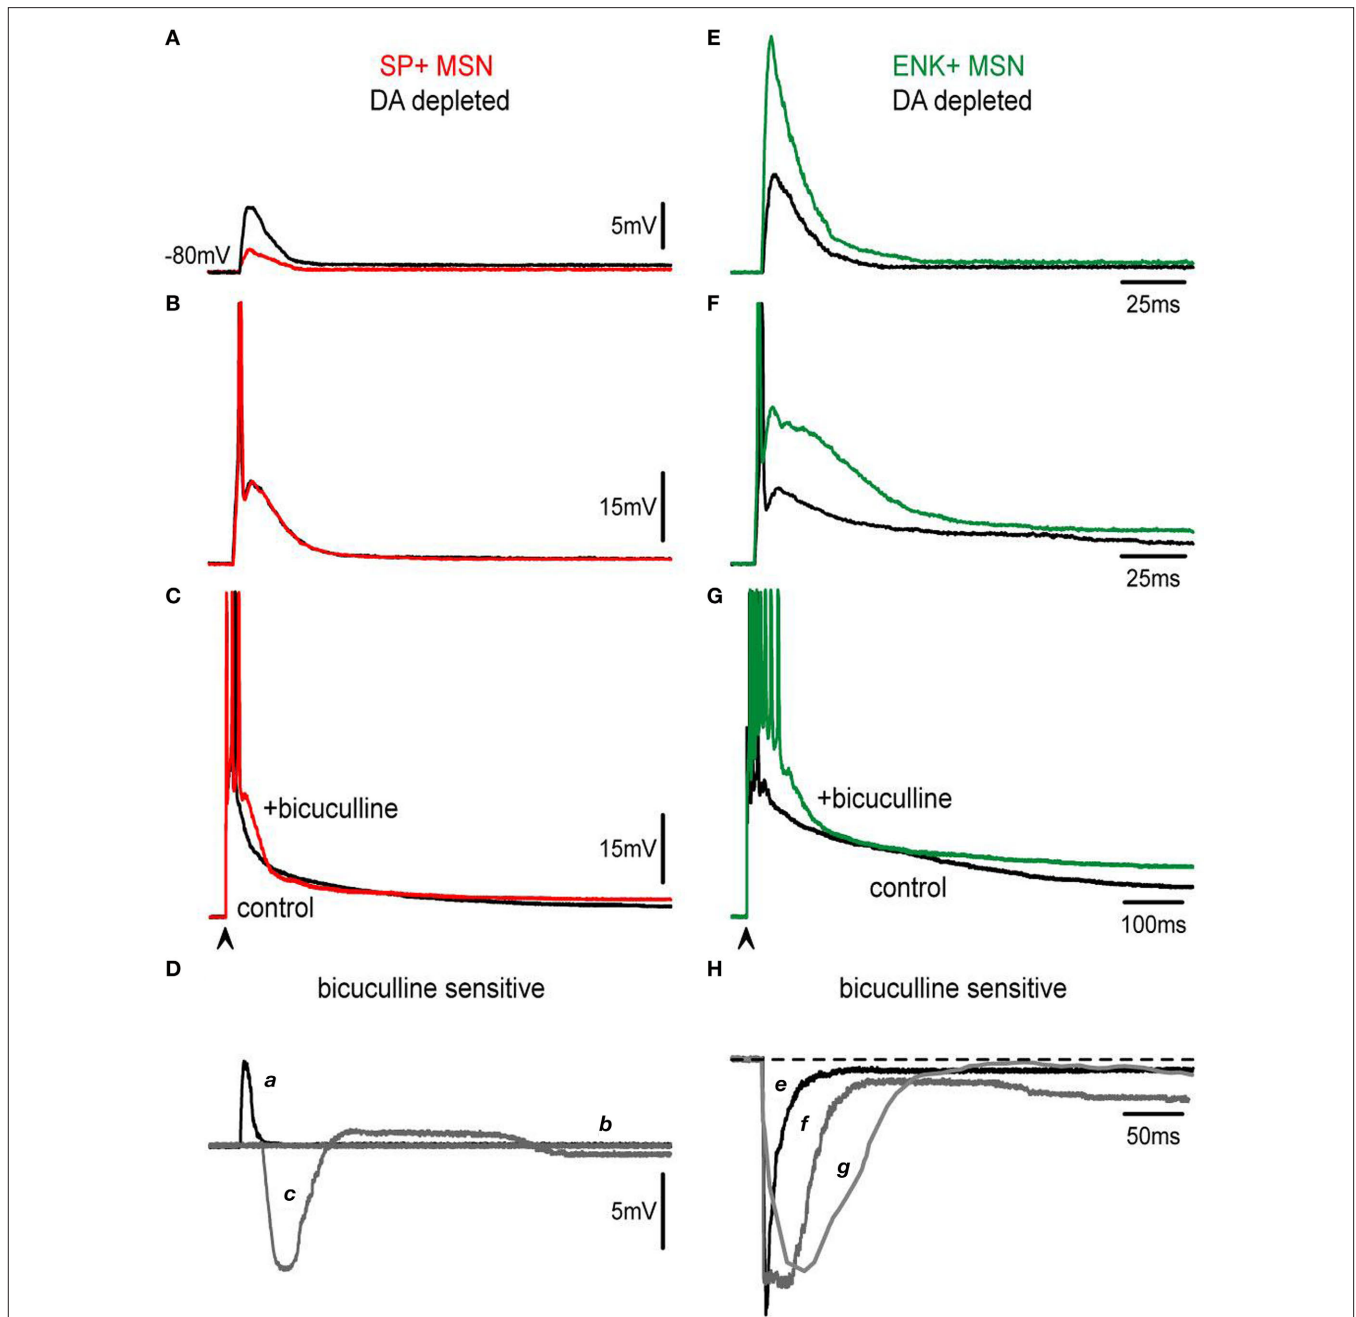 A
SP+ MSN
DA depleted
5mV
-80mV
B
15mV
C
+bicuculline
15mV
control
D
bicuculline sensitive
a
b
c
5mV
E
ENK+ MSN
DA depleted
25ms
F
25ms
G
+bicuculline
control
100ms
H
bicuculline sensitive
e
f
50ms
g